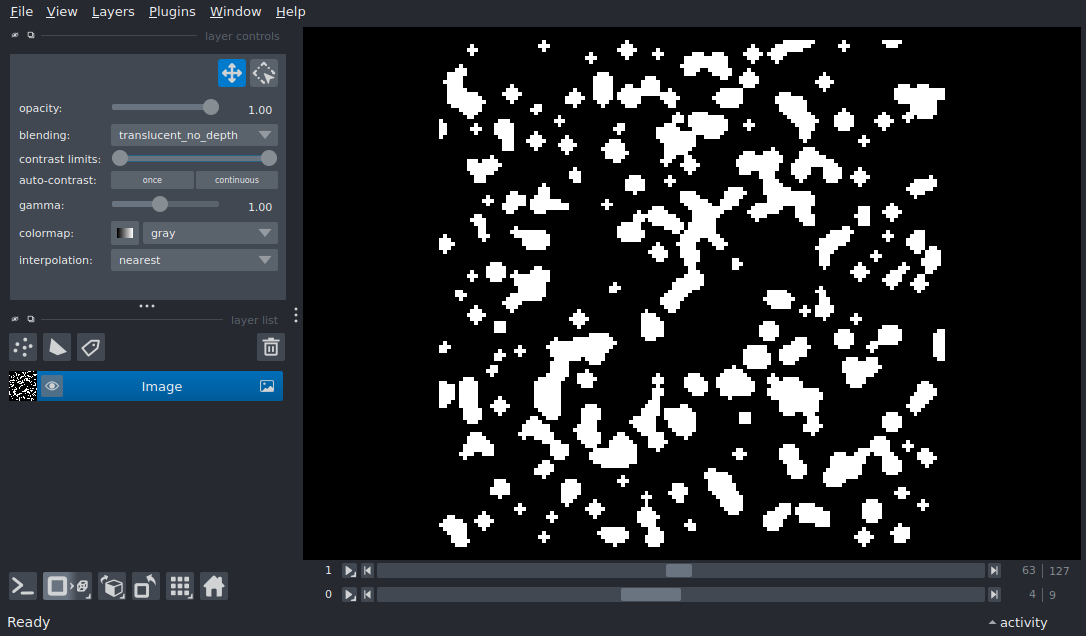 File View Layers Plugins Window Help
layer controls
opacity: 1.00
blending: translucent_no_depth
contrast limits:
auto-contrast: once continuous
gamma: 1.00
colormap: gray
interpolation: nearest
layer list
Image
1 63 127
0 4 9
Ready activity